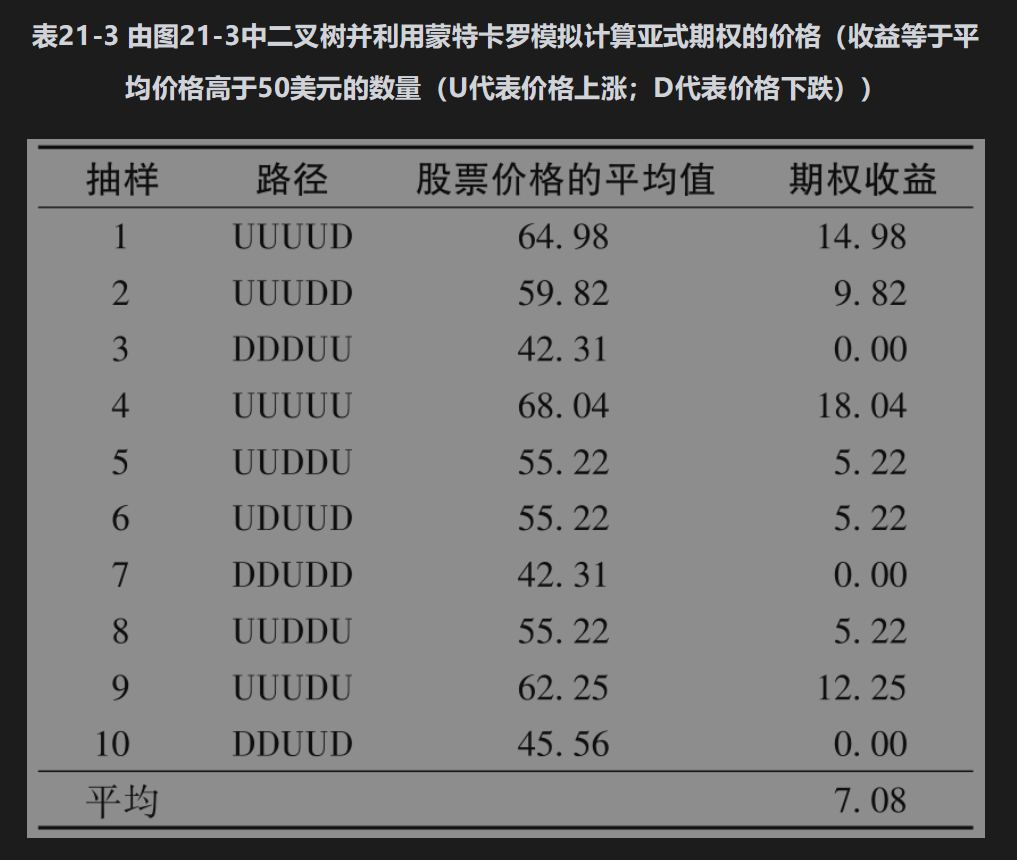 表21-3 由图21-3中二叉树并利用蒙特卡罗模拟计算亚式期权的价格（收益等于平
均价格高于50美元的数量（U代表价格上涨；D代表价格下跌））
抽样 路径 股票价格的平均值 期权收益
1 UUUUD 64.98 14.98
2 UUUDD 59.82 9.82
3 DDDUU 42.31 0.00
4 UUUUU 68.04 18.04
5 UUDDU 55.22 5.22
6 UDUUD 55.22 5.22
7 DDUDD 42.31 0.00
8 UUDDU 55.22 5.22
9 UUUDU 62.25 12.25
10 DDUUD 45.56 0.00
平均 7.08